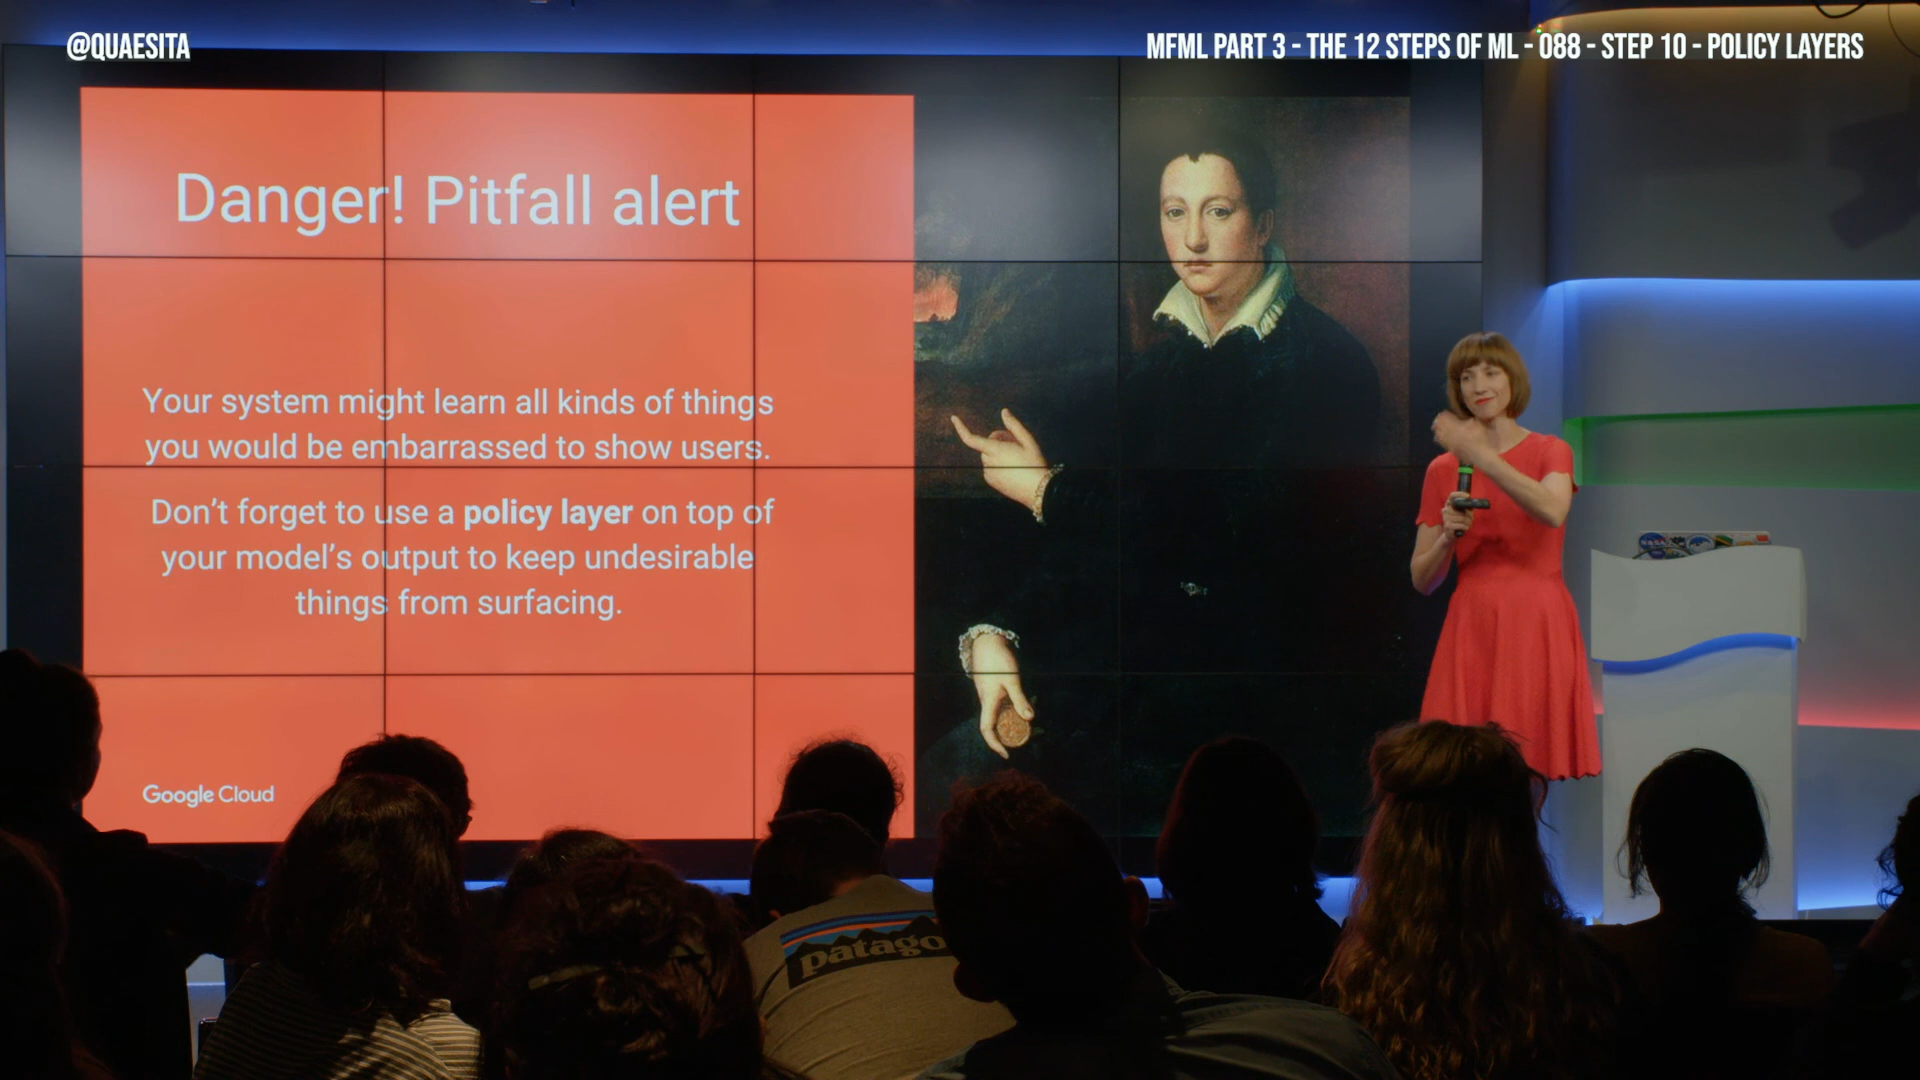 @QUAESITA
MFML PART 3 - THE 12 STEPS OF ML - 088 - STEP 10 - POLICY LAYERS
Danger! Pitfall alert
Your system might learn all kinds of things
you would be embarrassed to show users.
Don't forget to use a policy layer on top of
your model's output to keep undesirable
things from surfacing.
Google Cloud
NASA
patago